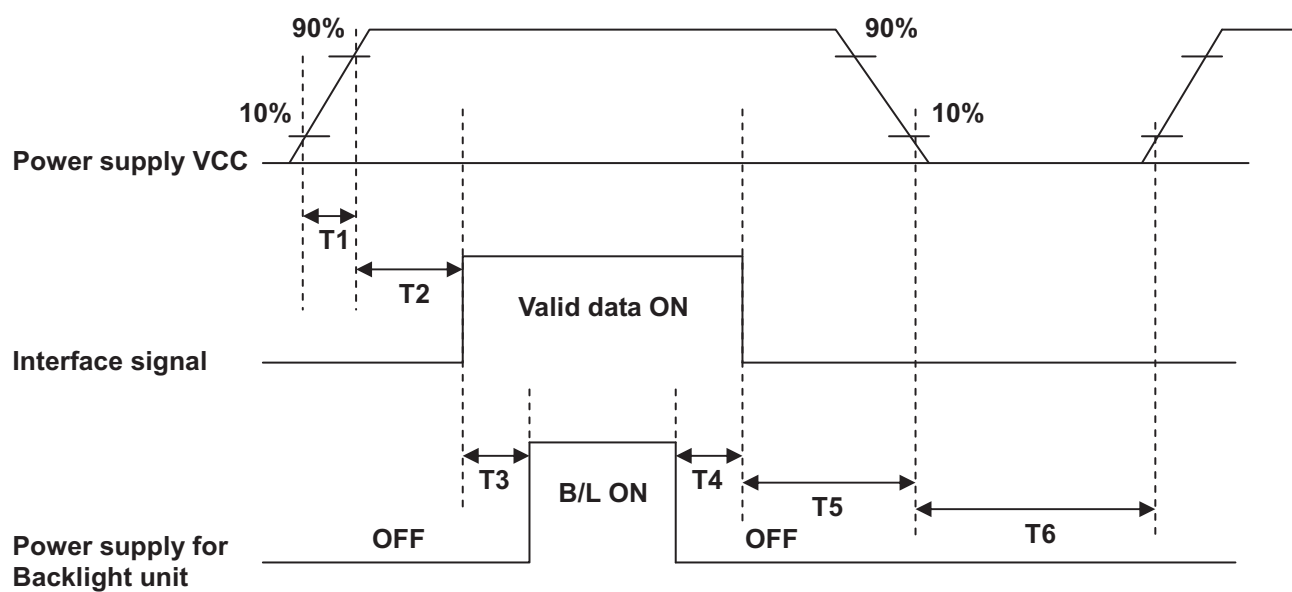 90%
90%
10%
10%
Power supply VCC
T1
T2
Valid data ON
Interface signal
T3
B/L ON
T4
T5
T6
OFF
OFF
Power supply for
Backlight unit